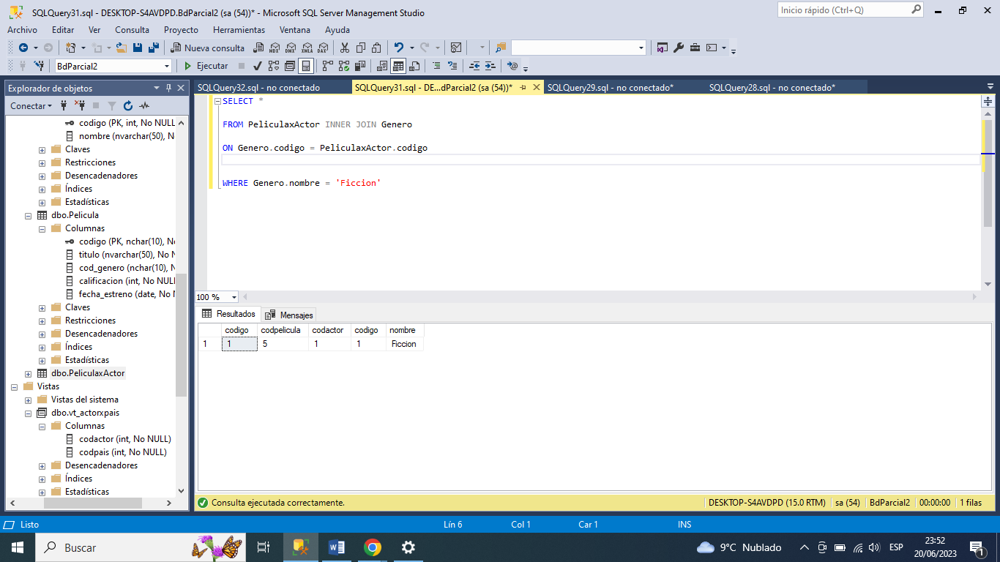 SQLQuery31.sql - DESKTOP-S4AVDPD.BdParcial2 (sa (54))* - Microsoft SQL Server Management Studio
Inicio rápido (Ctrl+Q)
Archivo Editar Ver Consulta Proyecto Herramientas Ventana Ayuda
Nueva consulta MDX DMX XMLA DAX
BdParcial2 Ejecutar
Explorador de objetos
SQLQuery32.sql - no conectado SQLQuery31.sql - DE...dParcial2 (sa (54))* SQLQuery29.sql - no conectado* SQLQuery28.sql - no conectado*
Conectar
codigo (PK, int, No NULL
nombre (nvarchar(50), N
Claves
Restricciones
Desencadenadores
Índices
Estadísticas
dbo.Pelicula
Columnas
codigo (PK, nchar(10), No
titulo (nvarchar(50), No N
cod_genero (nchar(10), N
calificacion (int, No NULL
fecha_estreno (date, No N
Claves
Restricciones
Desencadenadores
Índices
Estadísticas
dbo.PeliculaxActor
Vistas
Vistas del sistema
dbo.vt_actorxpais
Columnas
codactor (int, No NULL)
codpais (int, No NULL)
Desencadenadores
Índices
Estadísticas
SELECT *
FROM PeliculaxActor INNER JOIN Genero
ON Genero.codigo = PeliculaxActor.codigo
WHERE Genero.nombre = 'Ficcion'
100 %
Resultados Mensajes
codigo codpelicula codactor codigo nombre
1 1 5 1 1 Ficcion
Consulta ejecutada correctamente. DESKTOP-S4AVDPD (15.0 RTM) sa (54) BdParcial2 00:00:00 1 filas
Listo Lín 6 Col 1 Car 1 INS
Buscar 9°C Nublado ESP 23:52
20/06/2023 1